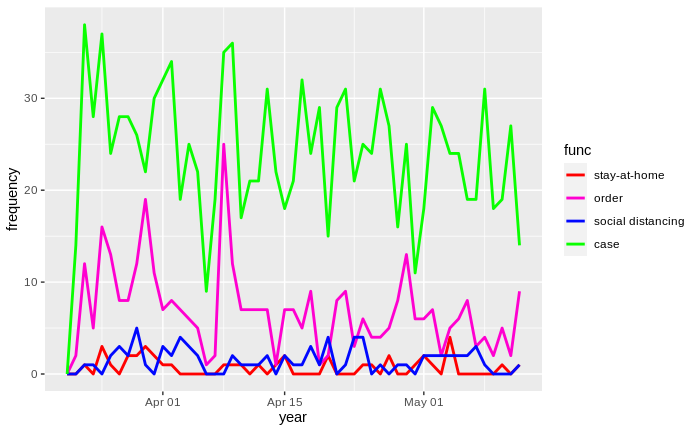 frequency
30
20
10
0
Apr 01
Apr 15
May 01
year
func
stay-at-home
order
social distancing
case